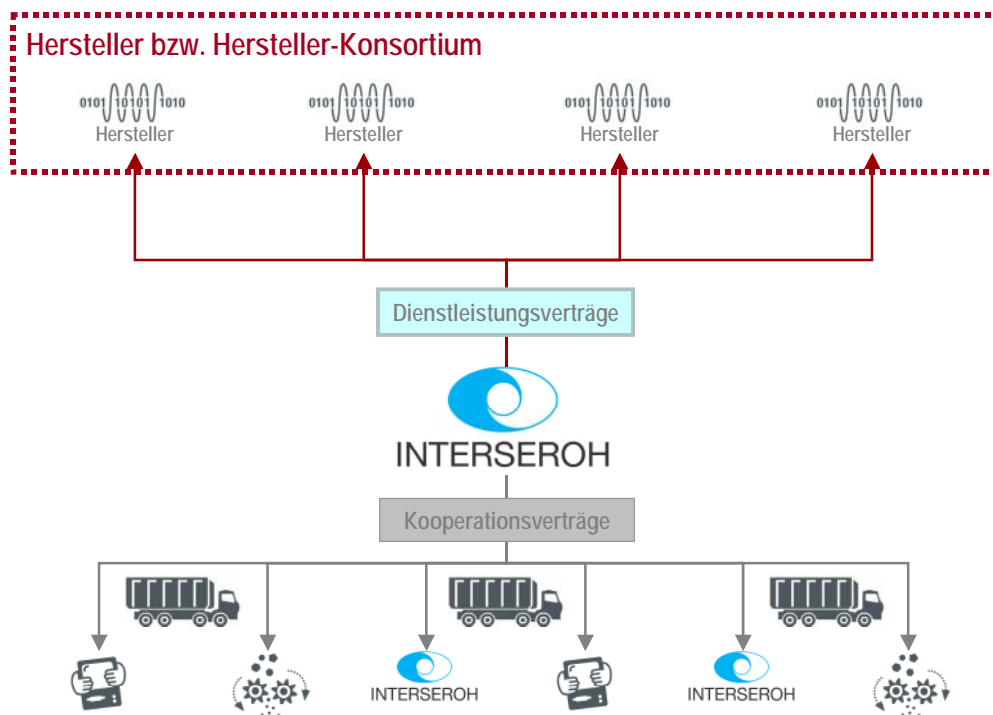 Hersteller bzw. Hersteller-Konsortium
0101 10101 1010
0101 10101 1010
0101 10101 1010
0101 10101 1010
Hersteller
Hersteller
Hersteller
Hersteller
Dienstleistungsverträge
INTERSEROH
Kooperationsverträge
INTERSEROH
INTERSEROH